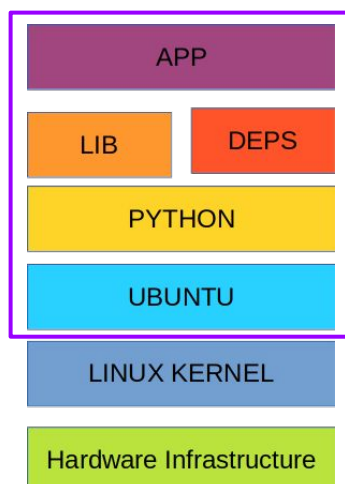 APP
LIB
DEPS
PYTHON
UBUNTU
LINUX KERNEL
Hardware Infrastructure